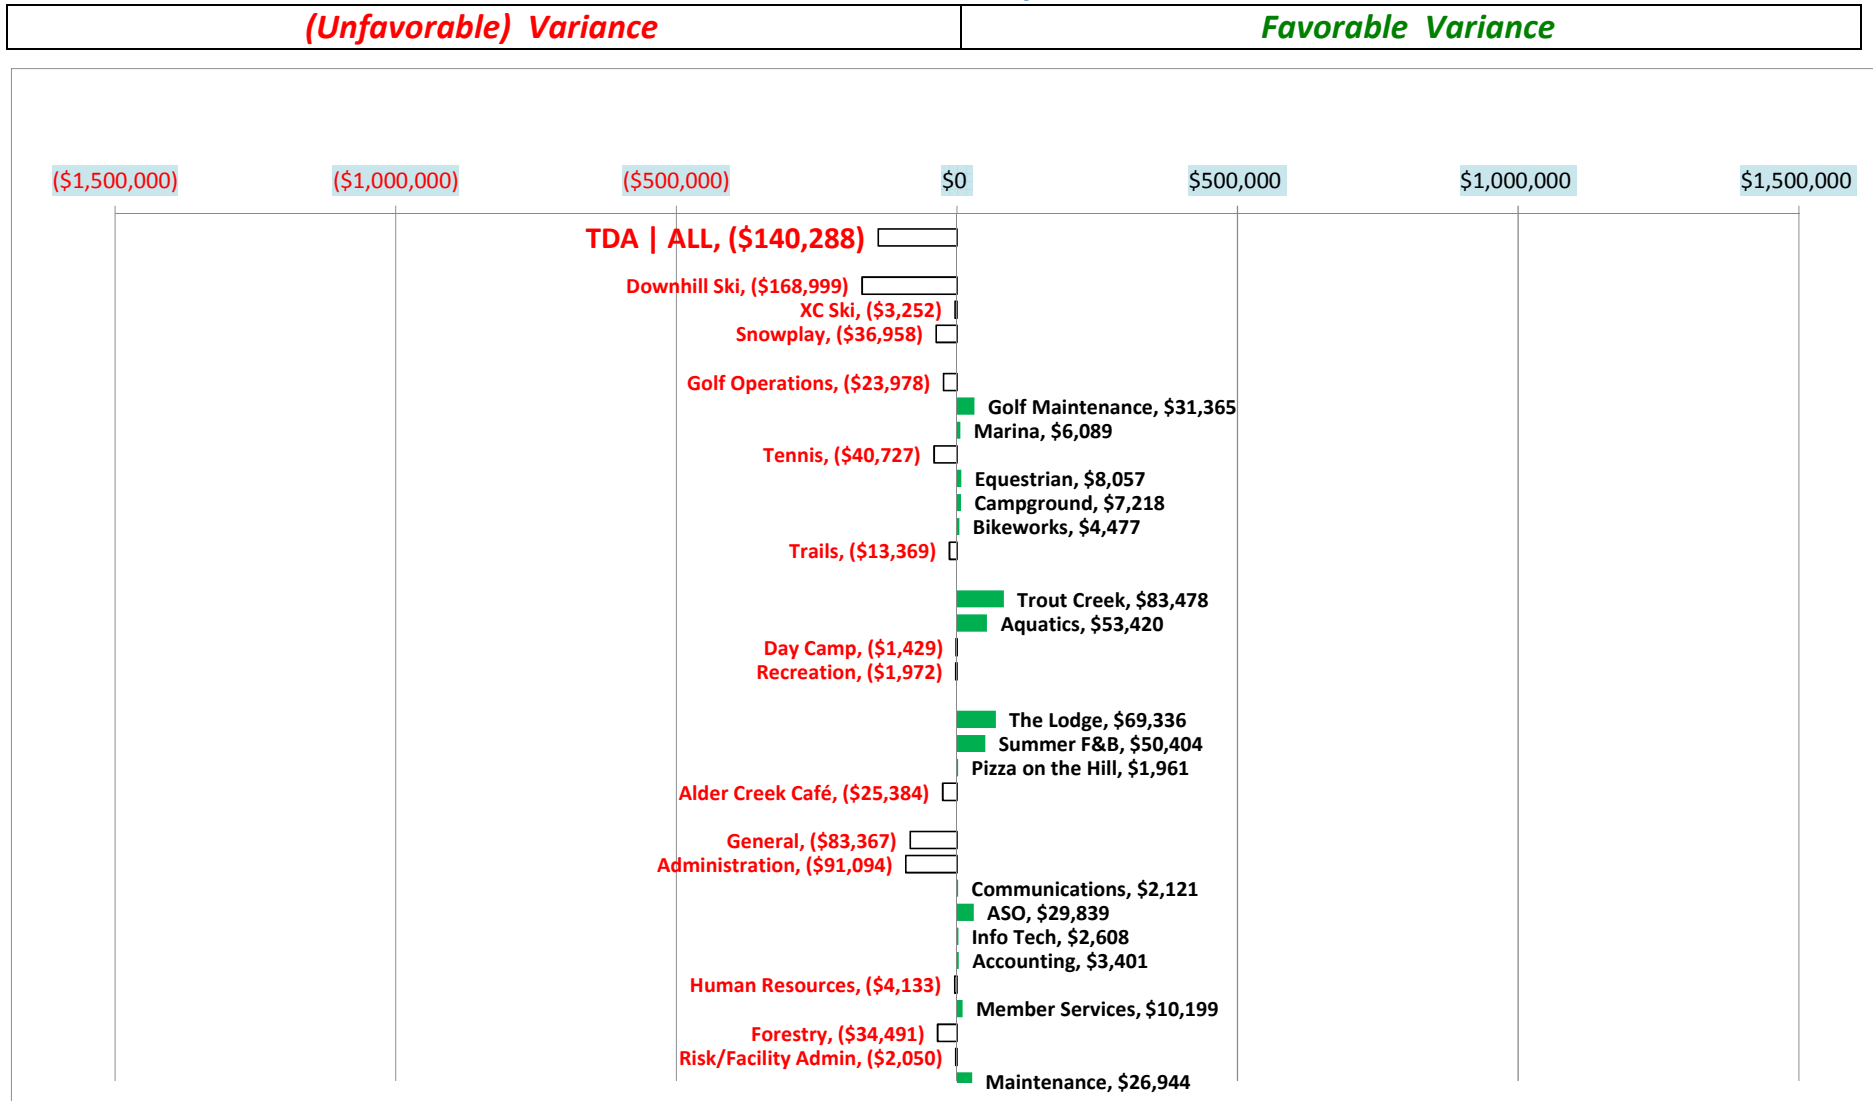 (Unfavorable) Variance
Favorable Variance
($1,500,000)
($1,000,000)
($500,000)
$0
$500,000
$1,000,000
$1,500,000
TDA | ALL, ($140,288)
Downhill Ski, ($168,999)
XC Ski, ($3,252)
Snowplay, ($36,958)
Golf Operations, ($23,978)
Golf Maintenance, $31,365
Marina, $6,089
Tennis, ($40,727)
Equestrian, $8,057
Campground, $7,218
Bikeworks, $4,477
Trails, ($13,369)
Trout Creek, $83,478
Aquatics, $53,420
Day Camp, ($1,429)
Recreation, ($1,972)
The Lodge, $69,336
Summer F&B, $50,404
Pizza on the Hill, $1,961
Alder Creek Café, ($25,384)
General, ($83,367)
Administration, ($91,094)
Communications, $2,121
ASO, $29,839
Info Tech, $2,608
Accounting, $3,401
Human Resources, ($4,133)
Member Services, $10,199
Forestry, ($34,491)
Risk/Facility Admin, ($2,050)
Maintenance, $26,944